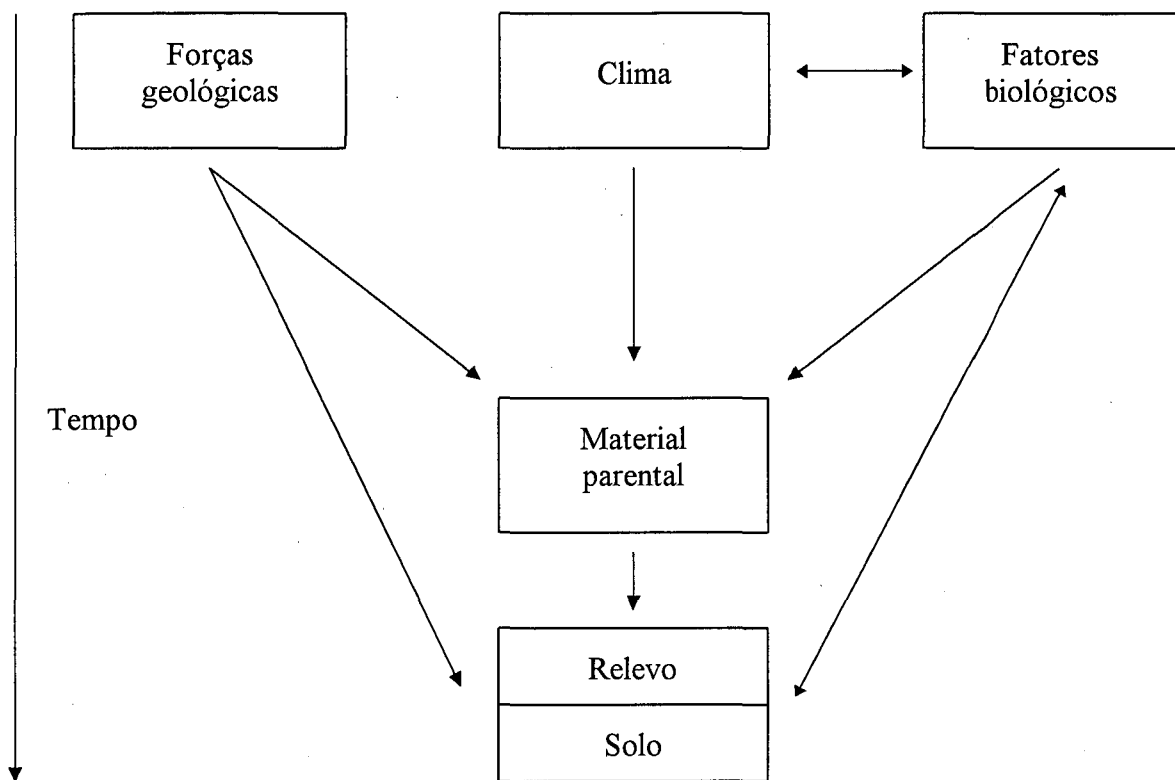 Forças
geológicas
Clima
Fatores
biológicos
Tempo
Material
parental
Relevo
Solo